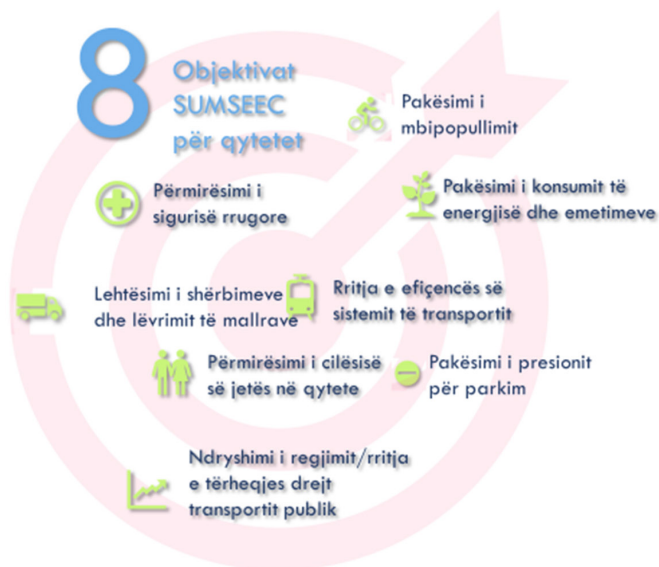 8
Objektivat
SUMSEEC
për qytetet
Pakësimi i
mbipopullimit
Përmirësimi i
sigurisë rrugore
Pakësimi i konsumit të
energjisë dhe emetimeve
Lehtësimi i shërbimeve
dhe lëvrimit të mallrave
Rritja e efiçencës së
sistemit të transportit
Përmirësimi i cilësisë
së jetës në qytete
Pakësimi i presionit
për parkim
Ndryshimi i regjimit/rritja
e tërheqjes drejt
transportit publik